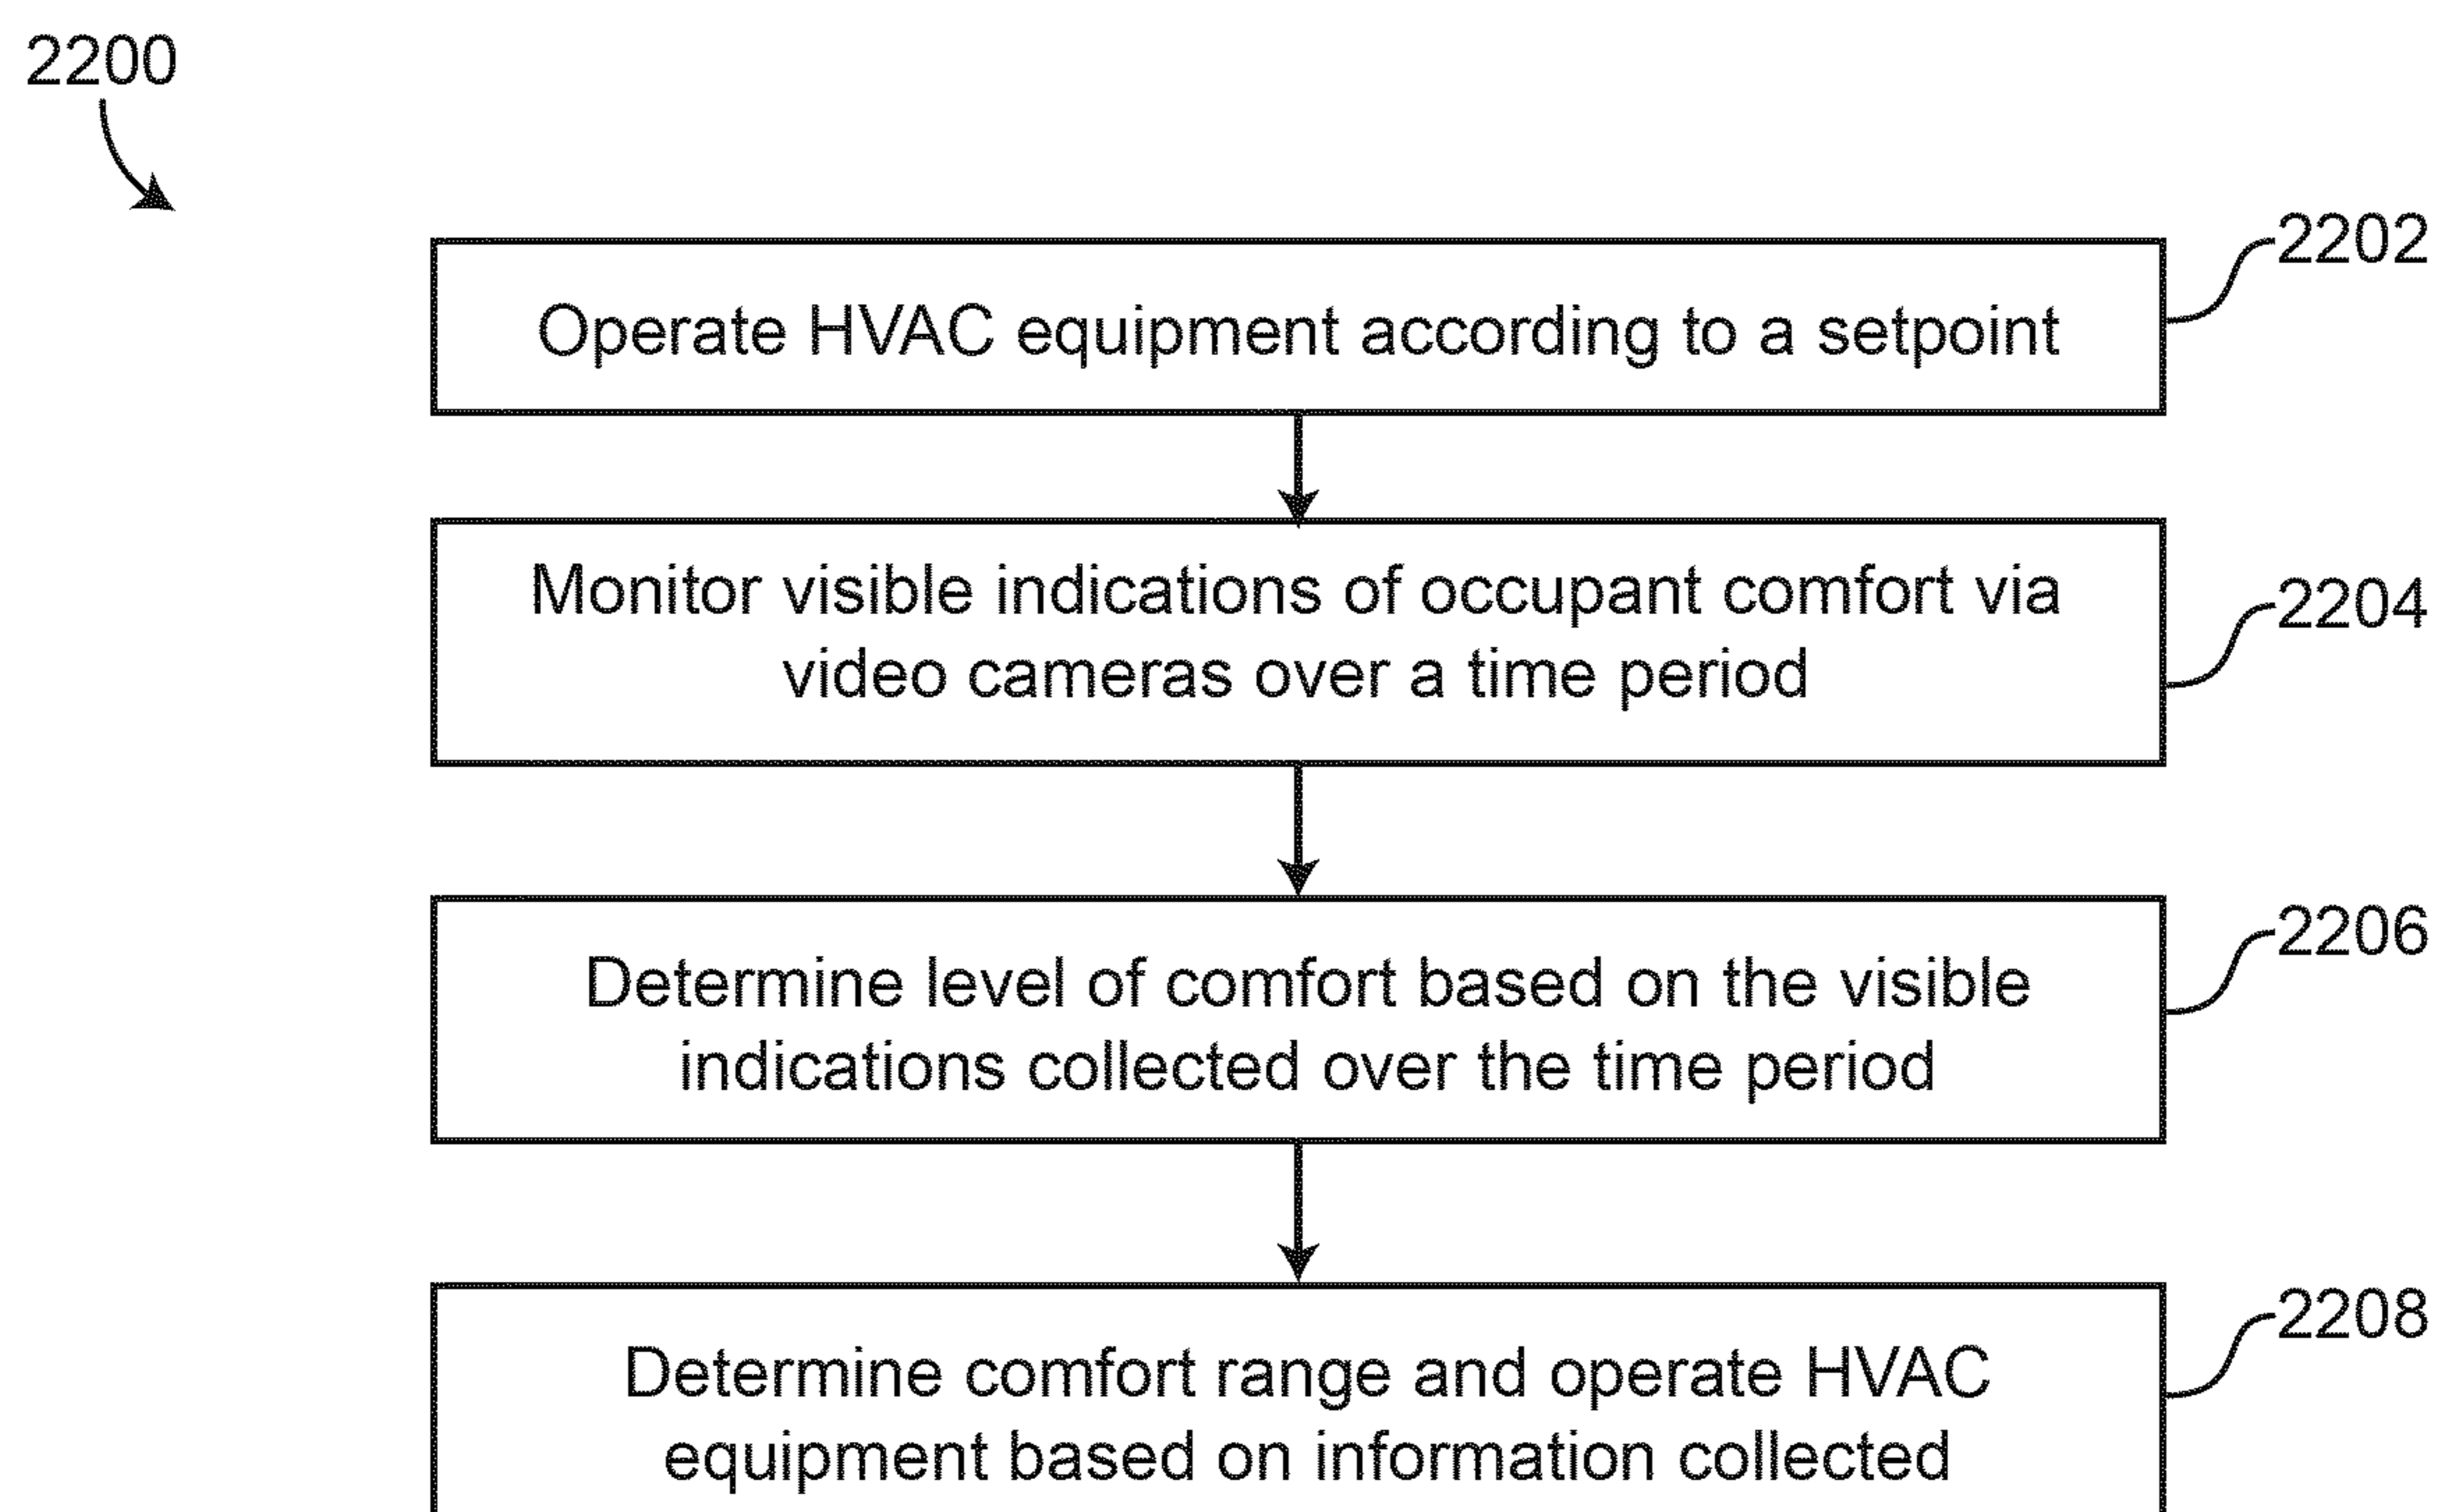 2200
2202
Operate HVAC equipment according to a setpoint
Monitor visible indications of occupant comfort via
2204
video cameras over a time period
2206
Determine level of comfort based on the visible
indications collected over the time period
2208
Determine comfort range and operate HVAC
equipment based on information collected